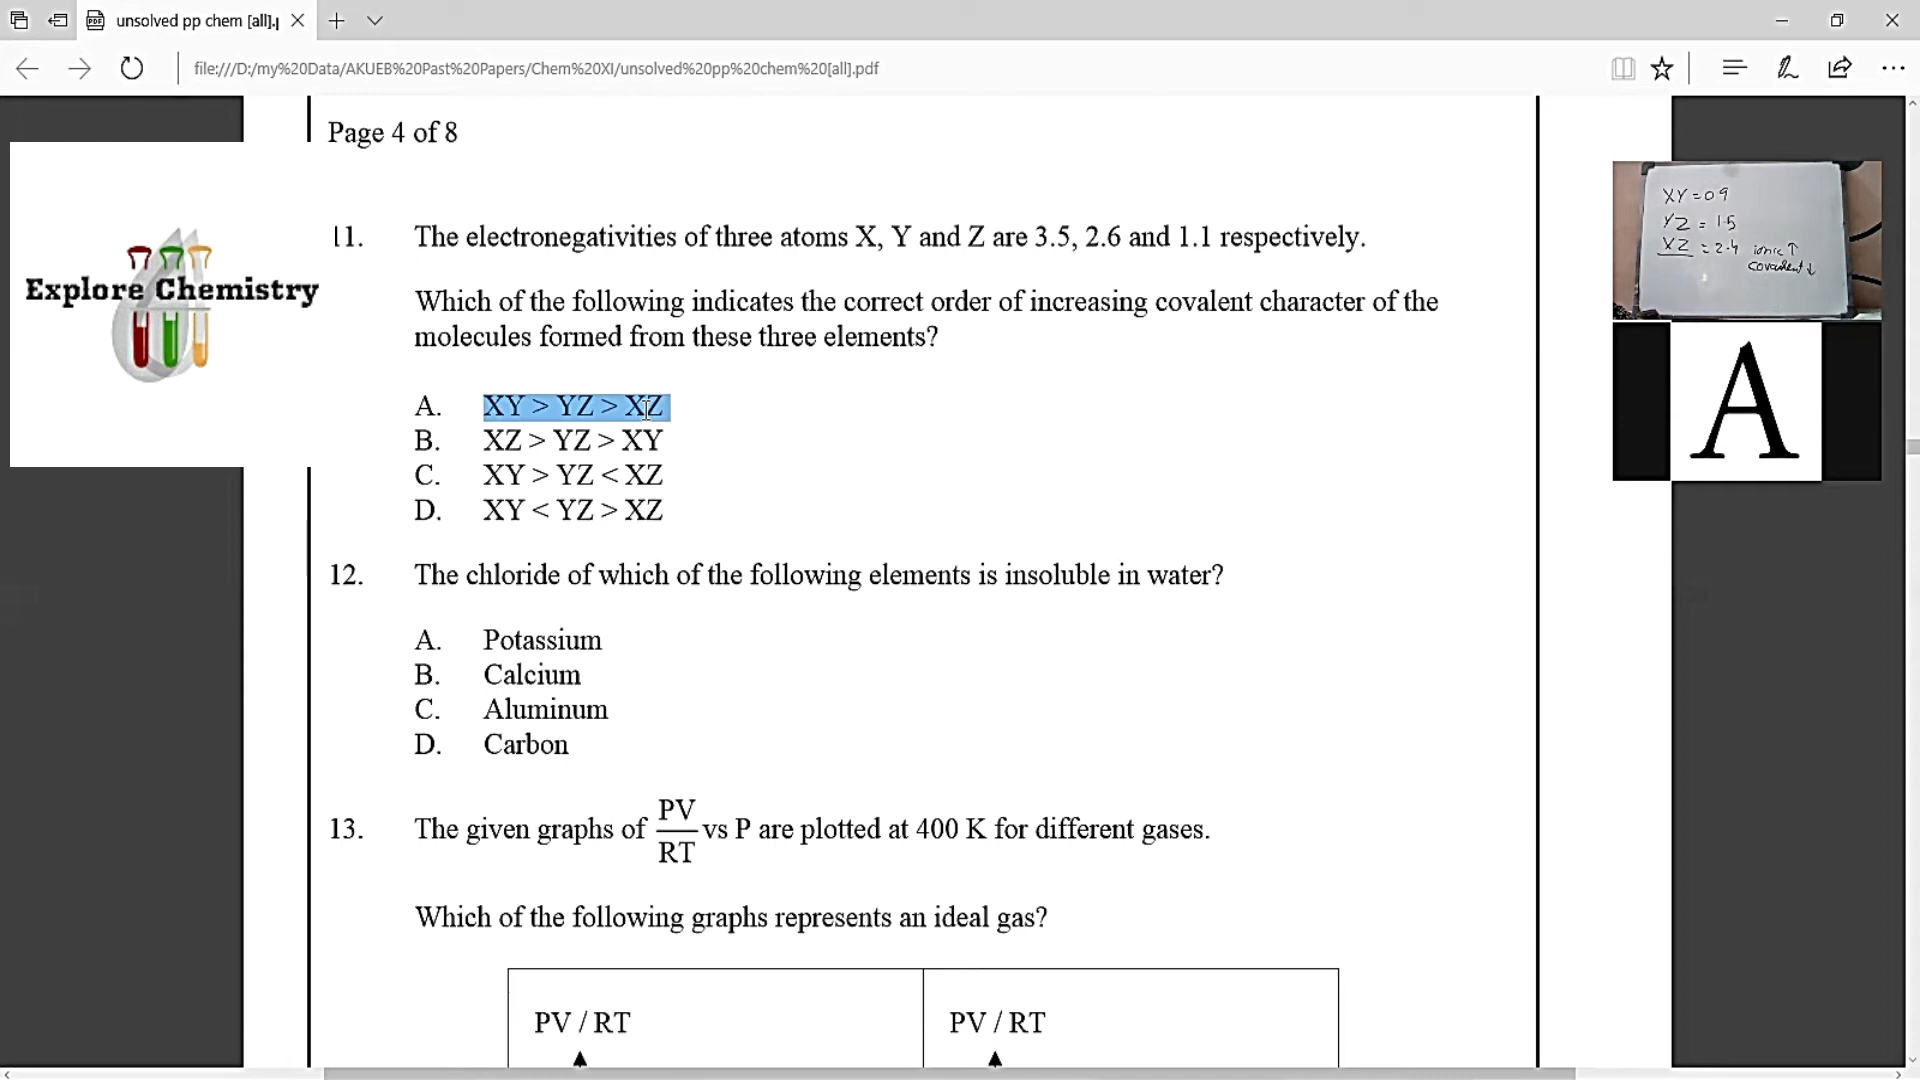 unsolved pp chem [all].p
file:///D:/my%20Data/AKUEB%20Past%20Papers/Chem%20XI/unsolved%20pp%20chem%20[all].pdf
Page 4 of 8
Explore Chemistry
11. The electronegativities of three atoms X, Y and Z are 3.5, 2.6 and 1.1 respectively.
Which of the following indicates the correct order of increasing covalent character of the
molecules formed from these three elements?
A. XY > YZ > XZ
B. XZ > YZ > XY
C. XY > YZ < XZ
D. XY < YZ > XZ
12. The chloride of which of the following elements is insoluble in water?
A. Potassium
B. Calcium
C. Aluminum
D. Carbon
13. The given graphs of PV/RT vs P are plotted at 400 K for different gases.
Which of the following graphs represents an ideal gas?
PV / RT PV / RT
XY = 0.9
YZ = 1.5
XZ = 2.4 ionic ↑
covalent ↓
A